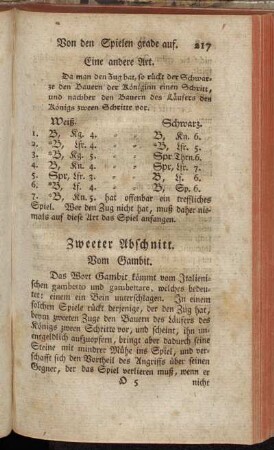 Von den Spielen grade auf. 217
Eine andere Art.
Da man den Zug hat, so rückt der Schwar-
ze den Bauern der Königinn einen Schritt,
und nachher den Bauern des Läufers des
Königs zween Schritte vor.
Weiß. Schwarz.
1. B, Kg. 4. B, Kn. 6.
2. °B, Lfr. 4. B, Lfr. 5.
3. °B, Kn. 4. Spr. Thrn. 6.
4. °B, Lfr. 5. B, Lfr. 7.
5. Spr, Lfr. 3. B, Lf. 6.
6. °B, Lfr. 4. B, Sp. 6.
7. °B, Kn. 5. hat offenbar ein trefliches
Spiel. Wer den Zug nicht hat, muß daher nie-
mals auf diese Art das Spiel anfangen.
Zweeter Abschnitt.
Vom Gambit.
Das Wort Gambit kömmt vom Italieni-
schen gambetto und gambettare, welches bedeu-
tet einem ein Bein unterschlagen. In einem
solchen Spiele rückt derjenige, der den Zug hat,
beym zweeten Zuge den Bauern des Läufers des
Königs zween Schritte vor, und scheint, ihn un-
entgeldlich aufzuopfern, bringt aber dadurch seine
Steine mit mindrer Mühe ins Spiel, und ver-
schafft sich den Vortheil des Angriffs über seinen
Gegner, der das Spiel verlieren muß, wenn er
O 5 nicht